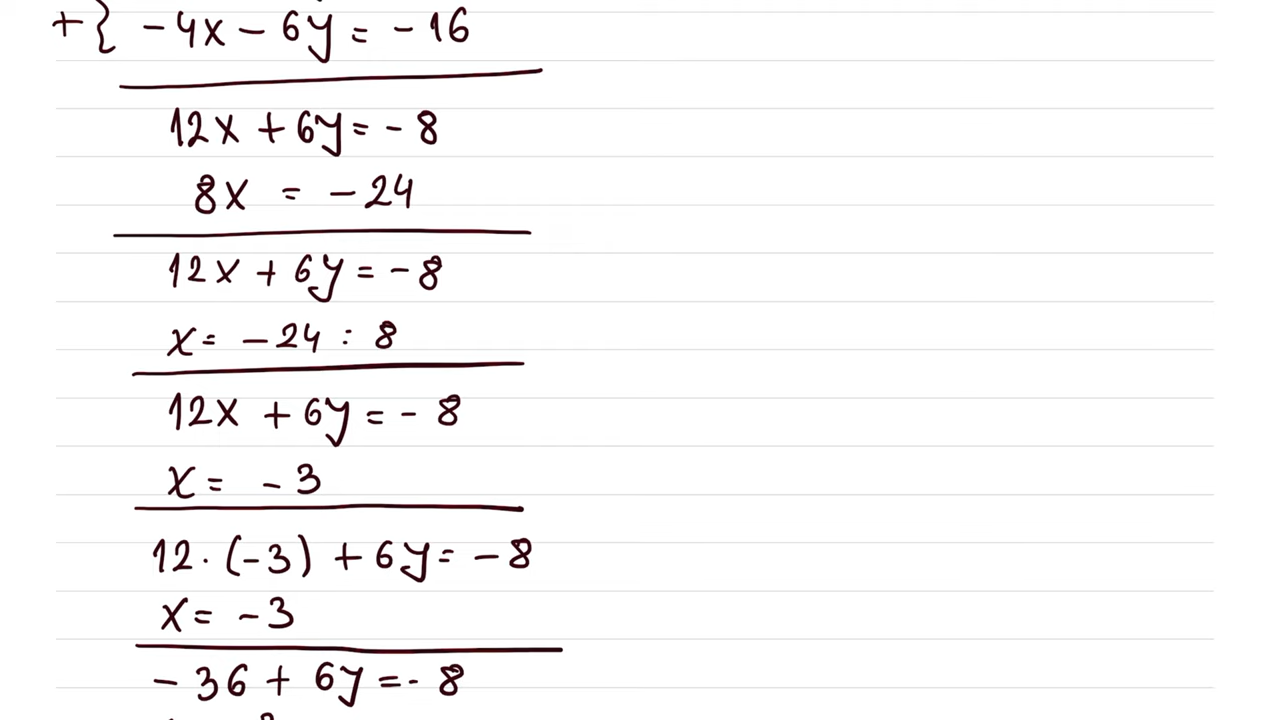 +{ -4x - 6y = -16
12x + 6y = -8
8x = -24
12x + 6y = -8
x = -24 : 8
12x + 6y = -8
x = -3
12 · (-3) + 6y = -8
x = -3
-36 + 6y = -8